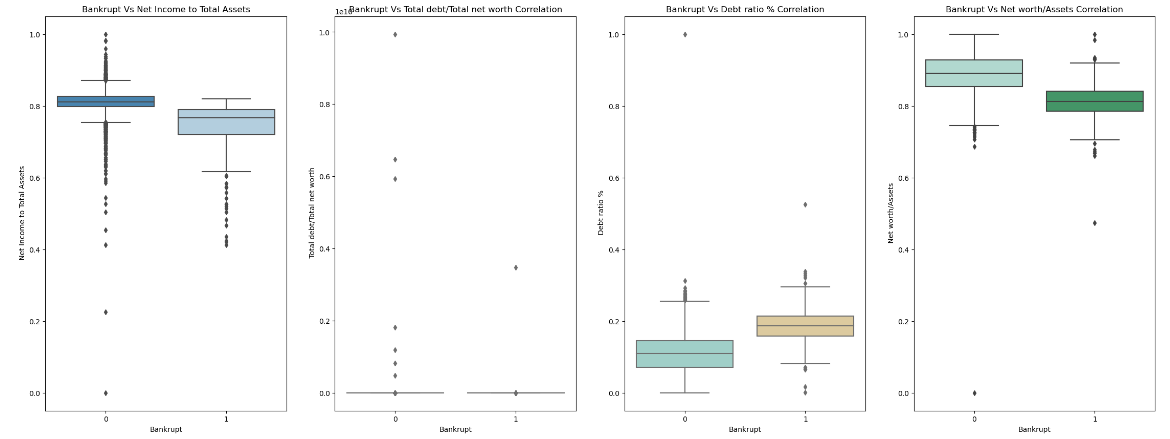 Bankrupt Vs Net Income to Total Assets
Net Income to Total Assets
1.0
0.8
0.6
0.4
0.2
0.0
0 1
Bankrupt
1e10
Bankrupt Vs Total debt/Total net worth Correlation
Total debt/Total net worth
1.0
0.8
0.6
0.4
0.2
0.0
0 1
Bankrupt
Bankrupt Vs Debt ratio % Correlation
Debt ratio %
1.0
0.8
0.6
0.4
0.2
0.0
0 1
Bankrupt
Bankrupt Vs Net worth/Assets Correlation
Net worth/Assets
1.0
0.8
0.6
0.4
0.2
0.0
0 1
Bankrupt